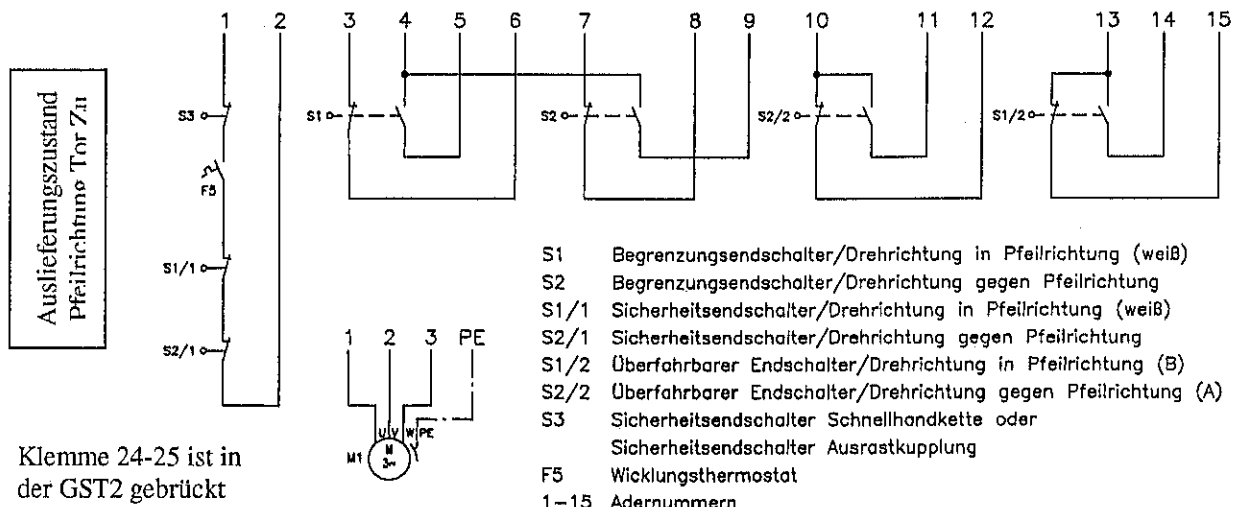 1 2 3 4 5 6 7 8 9 10 11 12 13 14 15
Auslieferungszustand
Pfeilrichtung Tor Zu
S3
F5
S1/1
S2/1
S1
S2
S2/2
S1/2
1 2 3 PE
U V W PE
M1
M
3~
S1 Begrenzungsendschalter/Drehrichtung in Pfeilrichtung (weiß)
S2 Begrenzungsendschalter/Drehrichtung gegen Pfeilrichtung
S1/1 Sicherheitsendschalter/Drehrichtung in Pfeilrichtung (weiß)
S2/1 Sicherheitsendschalter/Drehrichtung gegen Pfeilrichtung
S1/2 Überfahrbarer Endschalter/Drehrichtung in Pfeilrichtung (B)
S2/2 Überfahrbarer Endschalter/Drehrichtung gegen Pfeilrichtung (A)
S3 Sicherheitsendschalter Schnellhandkette oder
Sicherheitsendschalter Ausrastkupplung
F5 Wicklungsthermostat
1-15 Adernummern
Klemme 24-25 ist in
der GST2 gebrückt